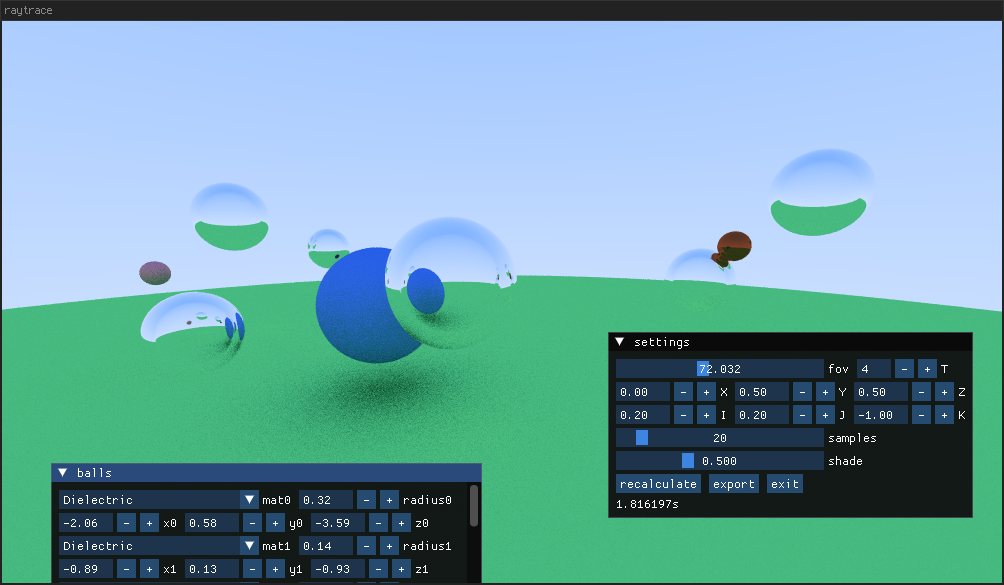 raytrace
settings
72.032 fov 4 - + T
0.00 - + X 0.50 - + Y 0.50 - + Z
0.20 - + I 0.20 - + J -1.00 - + K
20 samples
0.500 shade
recalculate export exit
1.816197s
balls
Dielectric mat0 0.32 - + radius0
-2.06 - + x0 0.58 - + y0 -3.59 - + z0
Dielectric mat1 0.14 - + radius1
-0.89 - + x1 0.13 - + y1 -0.93 - + z1